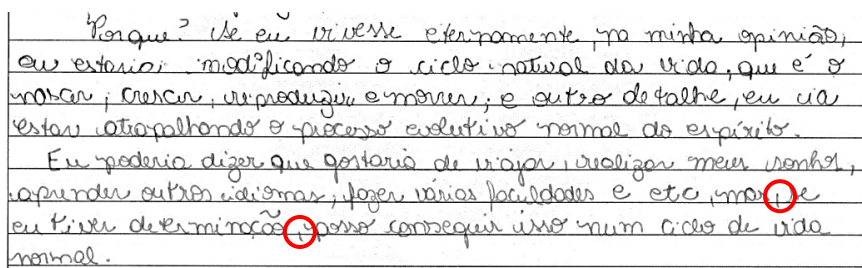 Porque? Se eu vivesse eternamente, na minha opinião,
eu estaria, modificando o ciclo natural da vida, que é o
nascer, crescer, reproduzir e morrer, e outro detalhe, eu ia
estar atrapalhando o processo evolutivo normal do espírito.
Eu poderia dizer que gostaria de viajar, realizar meus sonhos,
aprender outros idiomas, fazer várias faculdades e etc, mas, se
eu tiver determinação, posso conseguir isso num ciclo de vida
normal.